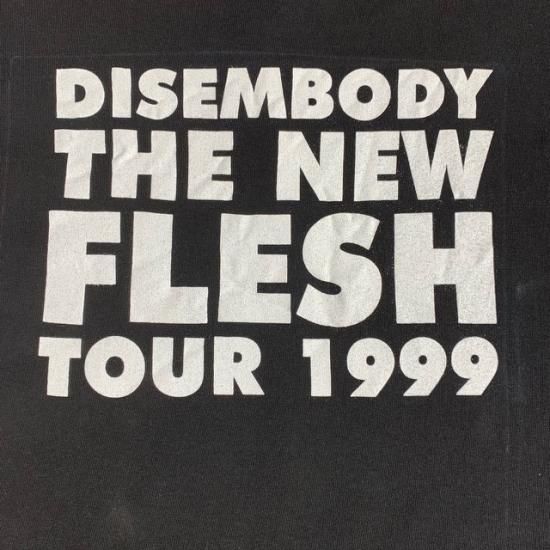 DISEMBODY
THE NEW
FLESH
TOUR 1999